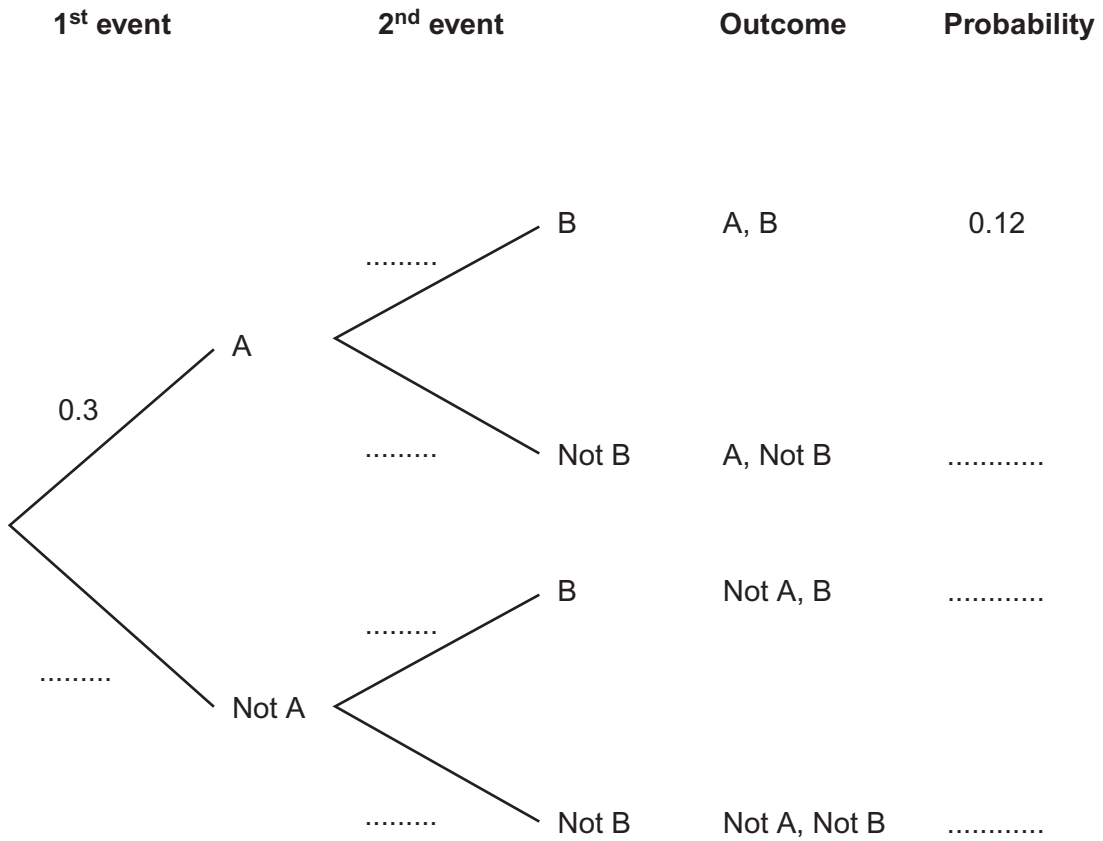 1st event 2nd event Outcome Probability
B A, B 0.12
.........
A
0.3
......... Not B A, Not B ............
B Not A, B ............
.........
.........
Not A
......... Not B Not A, Not B ............